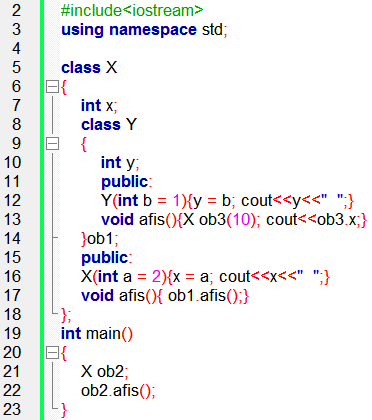 2 #include<iostream>
3 using namespace std;
4
5 class X
6 {
7 int x;
8 class Y
9 {
10 int y;
11 public:
12 Y(int b = 1){y = b; cout<<y<<"  ";}
13 void afis(){X ob3(10); cout<<ob3.x;}
14 }ob1;
15 public:
16 X(int a = 2){x = a; cout<<x<<"  ";}
17 void afis(){ ob1.afis();}
18 };
19 int main()
20 {
21 X ob2;
22 ob2.afis();
23 }